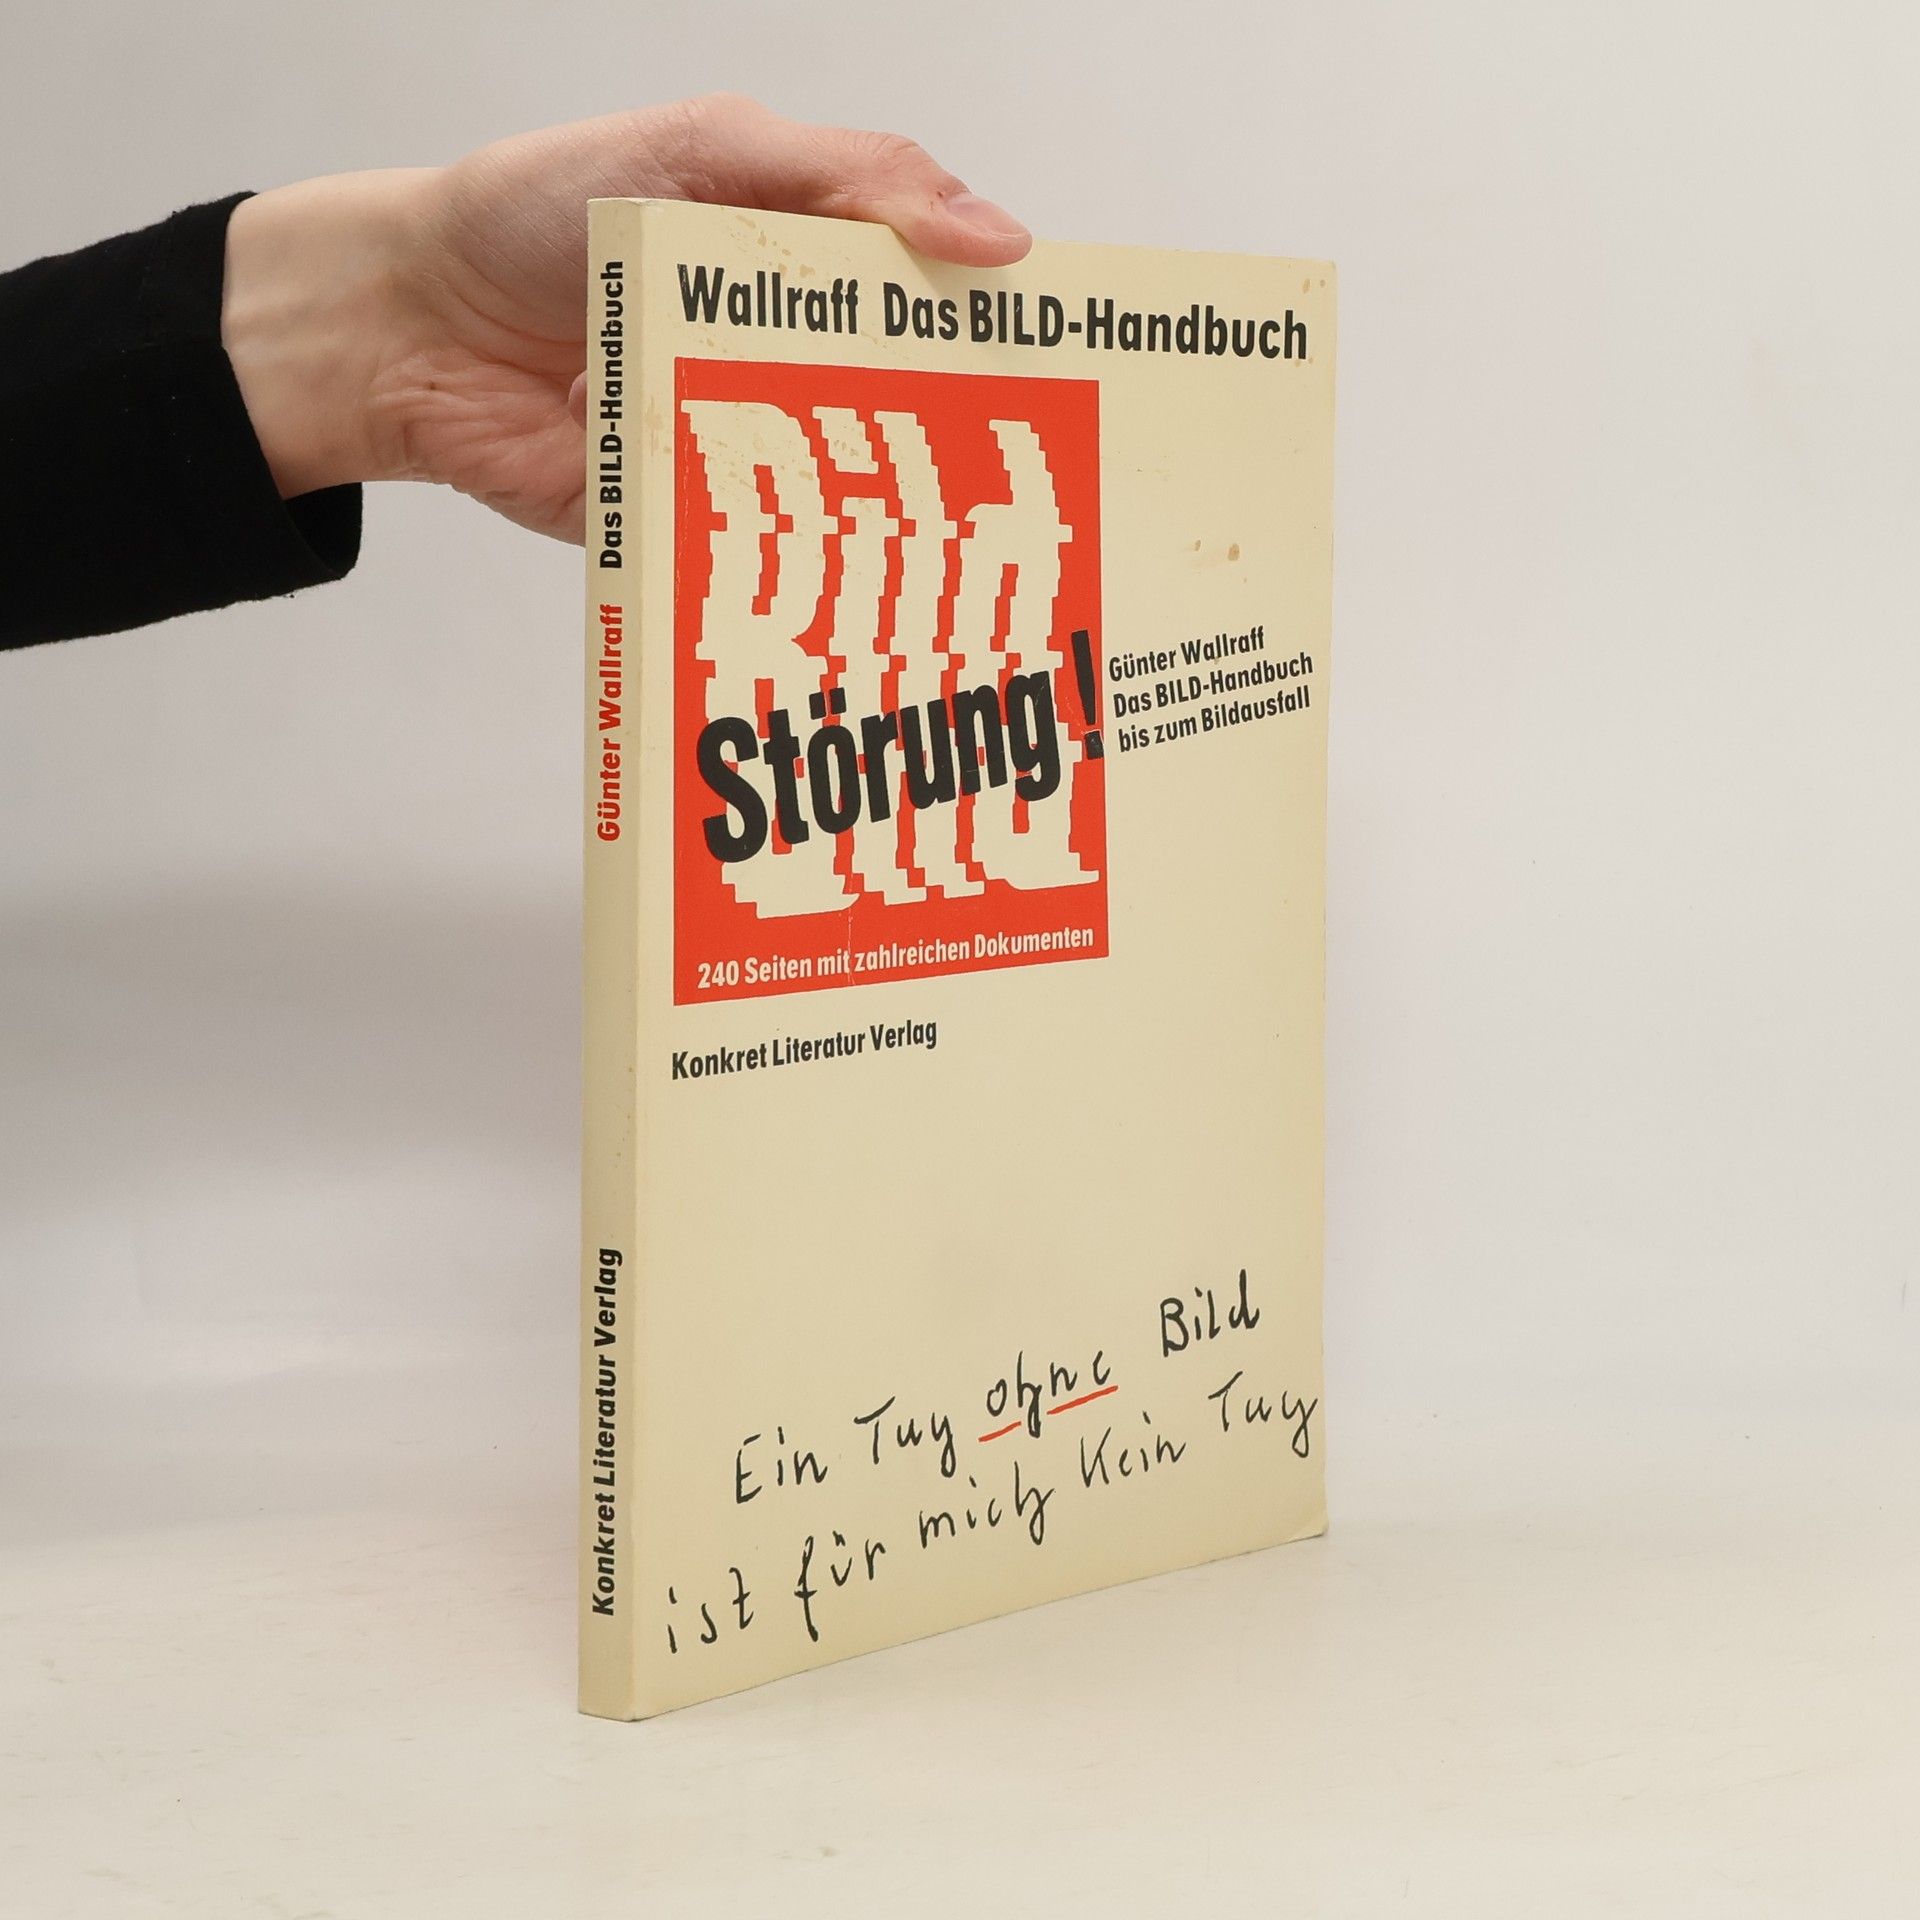 Wallraff Das BILD-Handbuch
Bild
Störung!
Günter Wallraff
Das BILD-Handbuch
bis zum Bildausfall
240 Seiten mit zahlreichen Dokumenten
Konkret Literatur Verlag
Ein Tag ohne Bild
ist für mich kein Tag
Konkret Literatur Verlag Günter Wallraff Das BILD-Handbuch